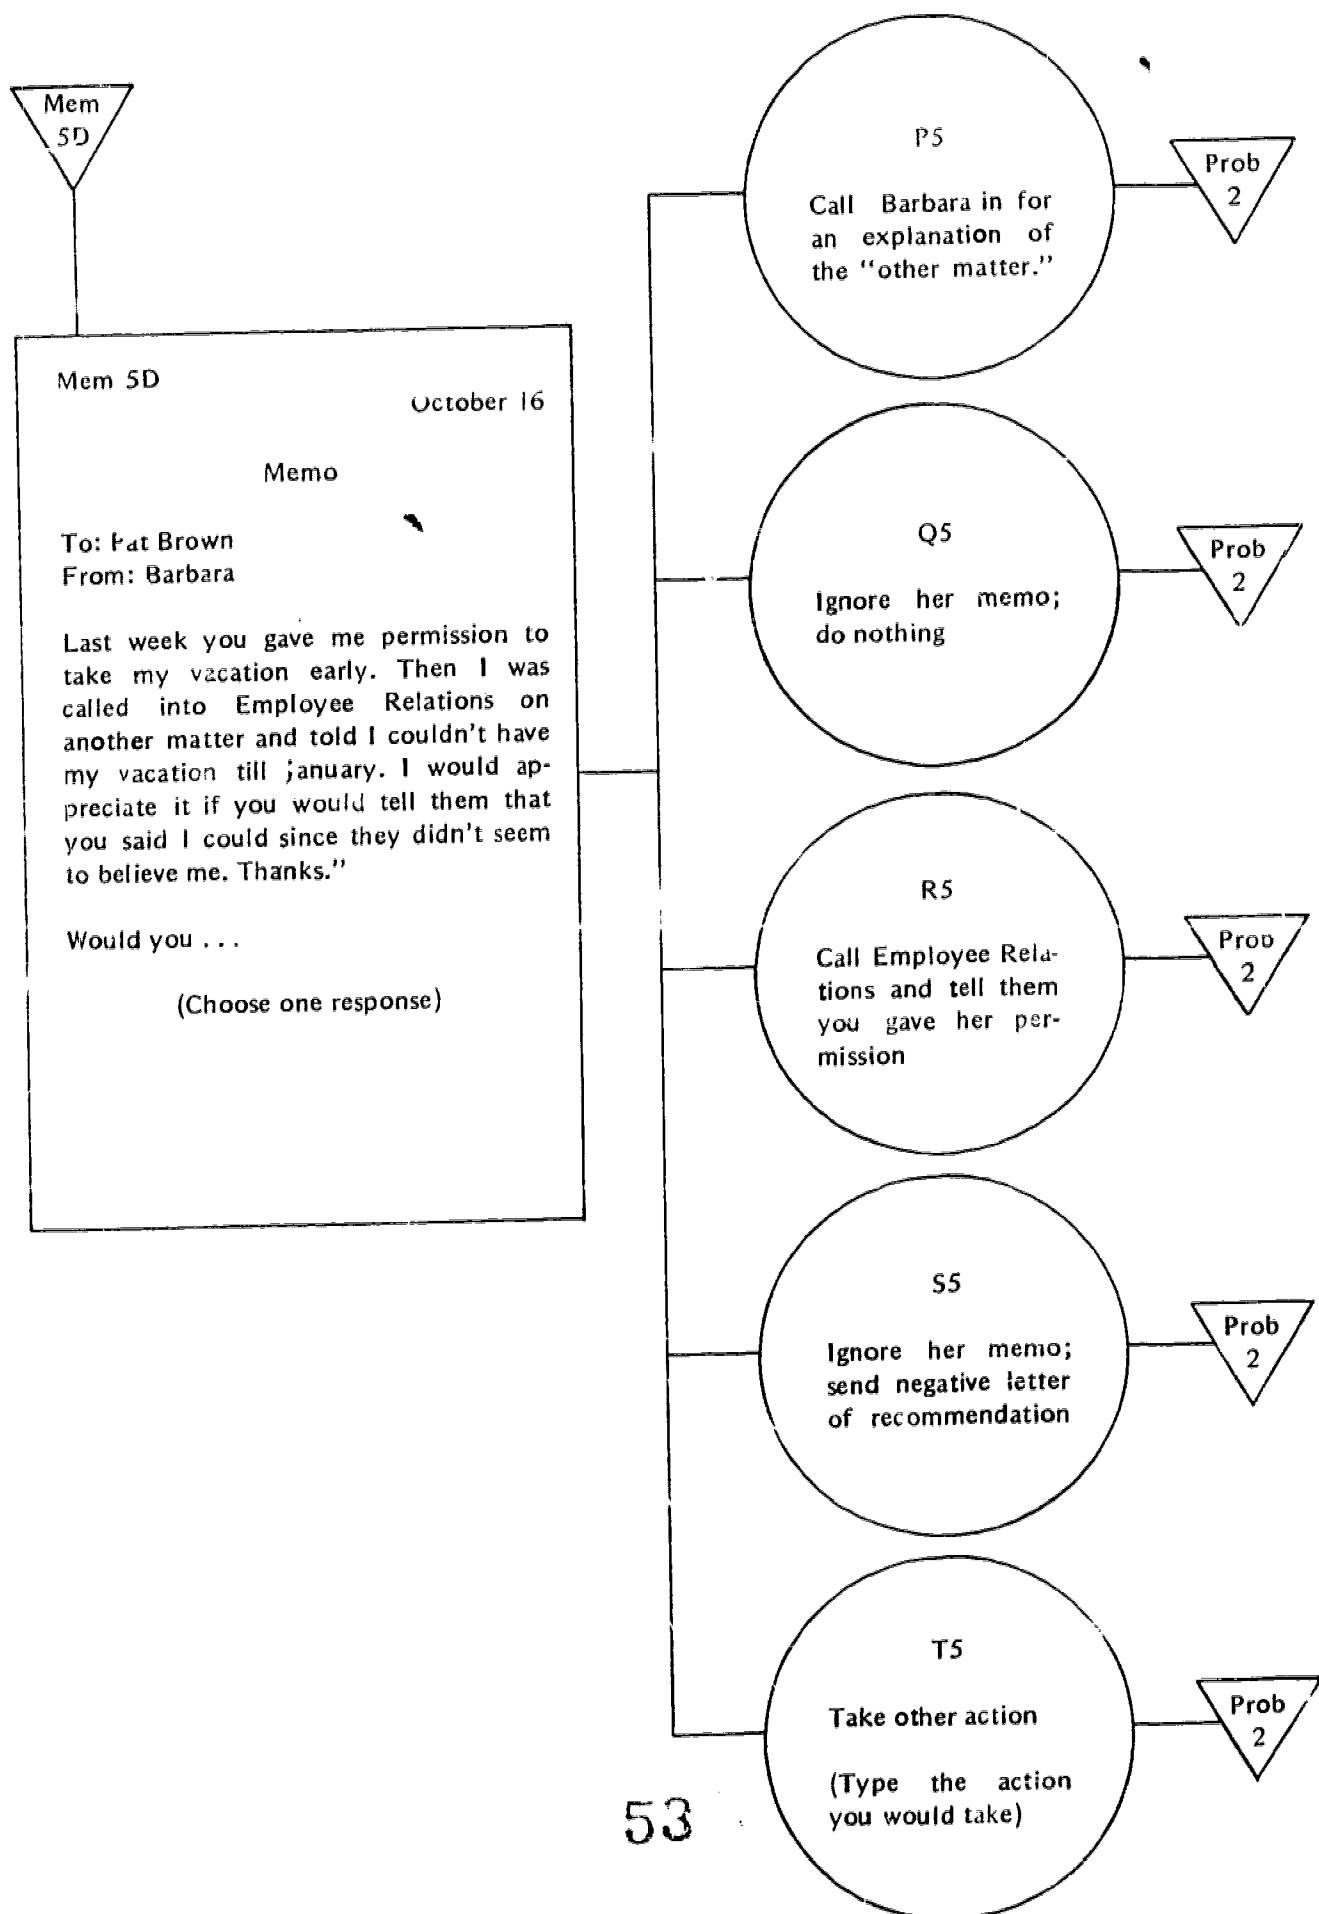 Mem
5D
Mem 5D
October 16
Memo
To: Pat Brown
From: Barbara
Last week you gave me permission to
take my vacation early. Then I was
called into Employee Relations on
another matter and told I couldn't have
my vacation till January. I would ap-
preciate it if you would tell them that
you said I could since they didn't seem
to believe me. Thanks."
Would you ...
(Choose one response)
P5
Call Barbara in for
an explanation of
the "other matter."
Prob
2
Q5
Ignore her memo;
do nothing
Prob
2
R5
Call Employee Rela-
tions and tell them
you gave her per-
mission
Prob
2
S5
Ignore her memo;
send negative letter
of recommendation
Prob
2
T5
Take other action
(Type the action
you would take)
Prob
2
53